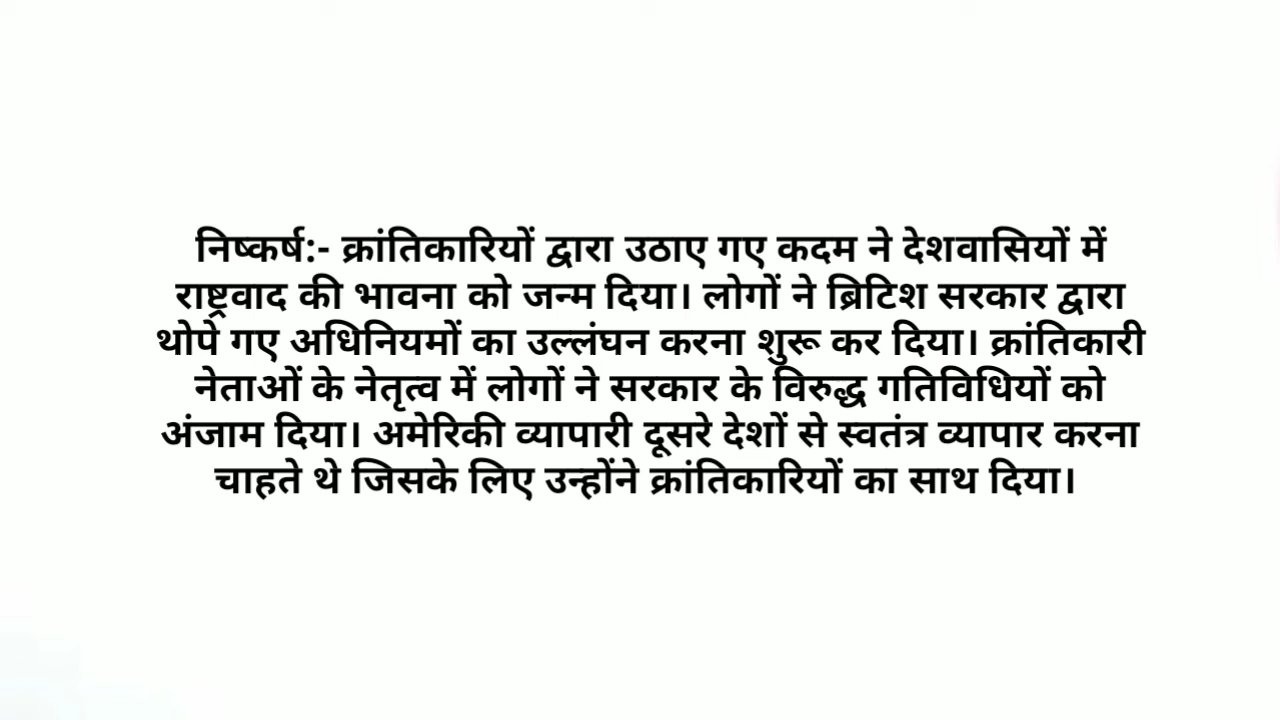 निष्कर्ष:- क्रांतिकारियों द्वारा उठाए गए कदम ने देशवासियों में
राष्ट्रवाद की भावना को जन्म दिया। लोगों ने ब्रिटिश सरकार द्वारा
थोपे गए अधिनियमों का उल्लंघन करना शुरू कर दिया। क्रांतिकारी
नेताओं के नेतृत्व में लोगों ने सरकार के विरुद्ध गतिविधियों को
अंजाम दिया। अमेरिकी व्यापारी दूसरे देशों से स्वतंत्र व्यापार करना
चाहते थे जिसके लिए उन्होंने क्रांतिकारियों का साथ दिया।